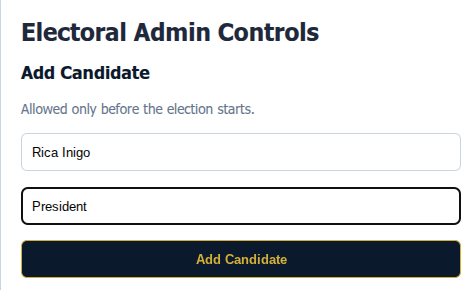 Electoral Admin Controls
Add Candidate
Allowed only before the election starts.
Rica Inigo
President
Add Candidate